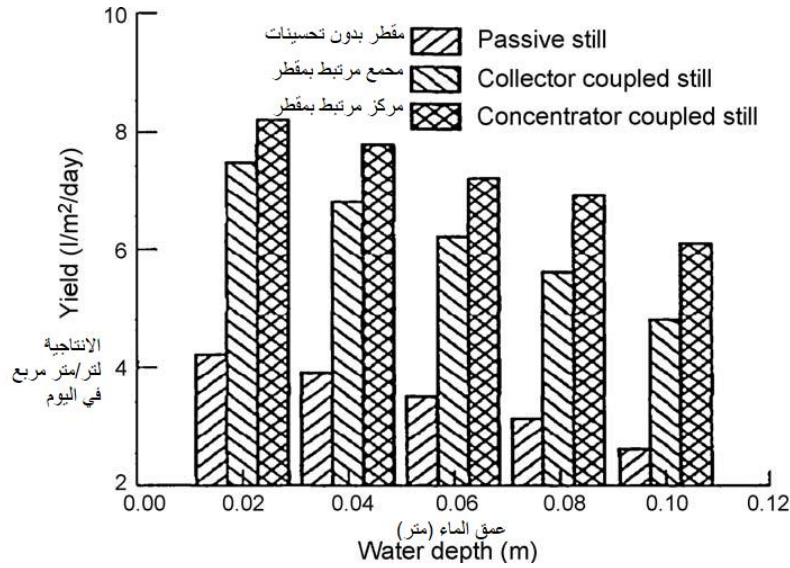 10
8
6
4
2
Yield (l/m²/day)
الانتاجية
لتر/متر مربع
في اليوم
مقطر بدون تحسينات
Passive still
محمع مرتبط بمقطر
Collector coupled still
مركز مرتبط بمقطر
Concentrator coupled still
0.00 0.02 0.04 0.06 0.08 0.10 0.12
عمق الماء (متر)
Water depth (m)